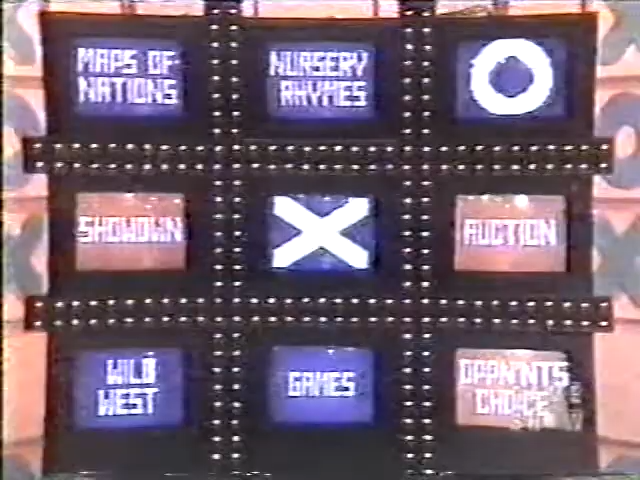 MAPS OF
NATIONS
NURSERY
RHYMES
O
SHOWDOWN
X
AUCTION
WILD
WEST
GAMES
OPPN'NTS
CHOICE